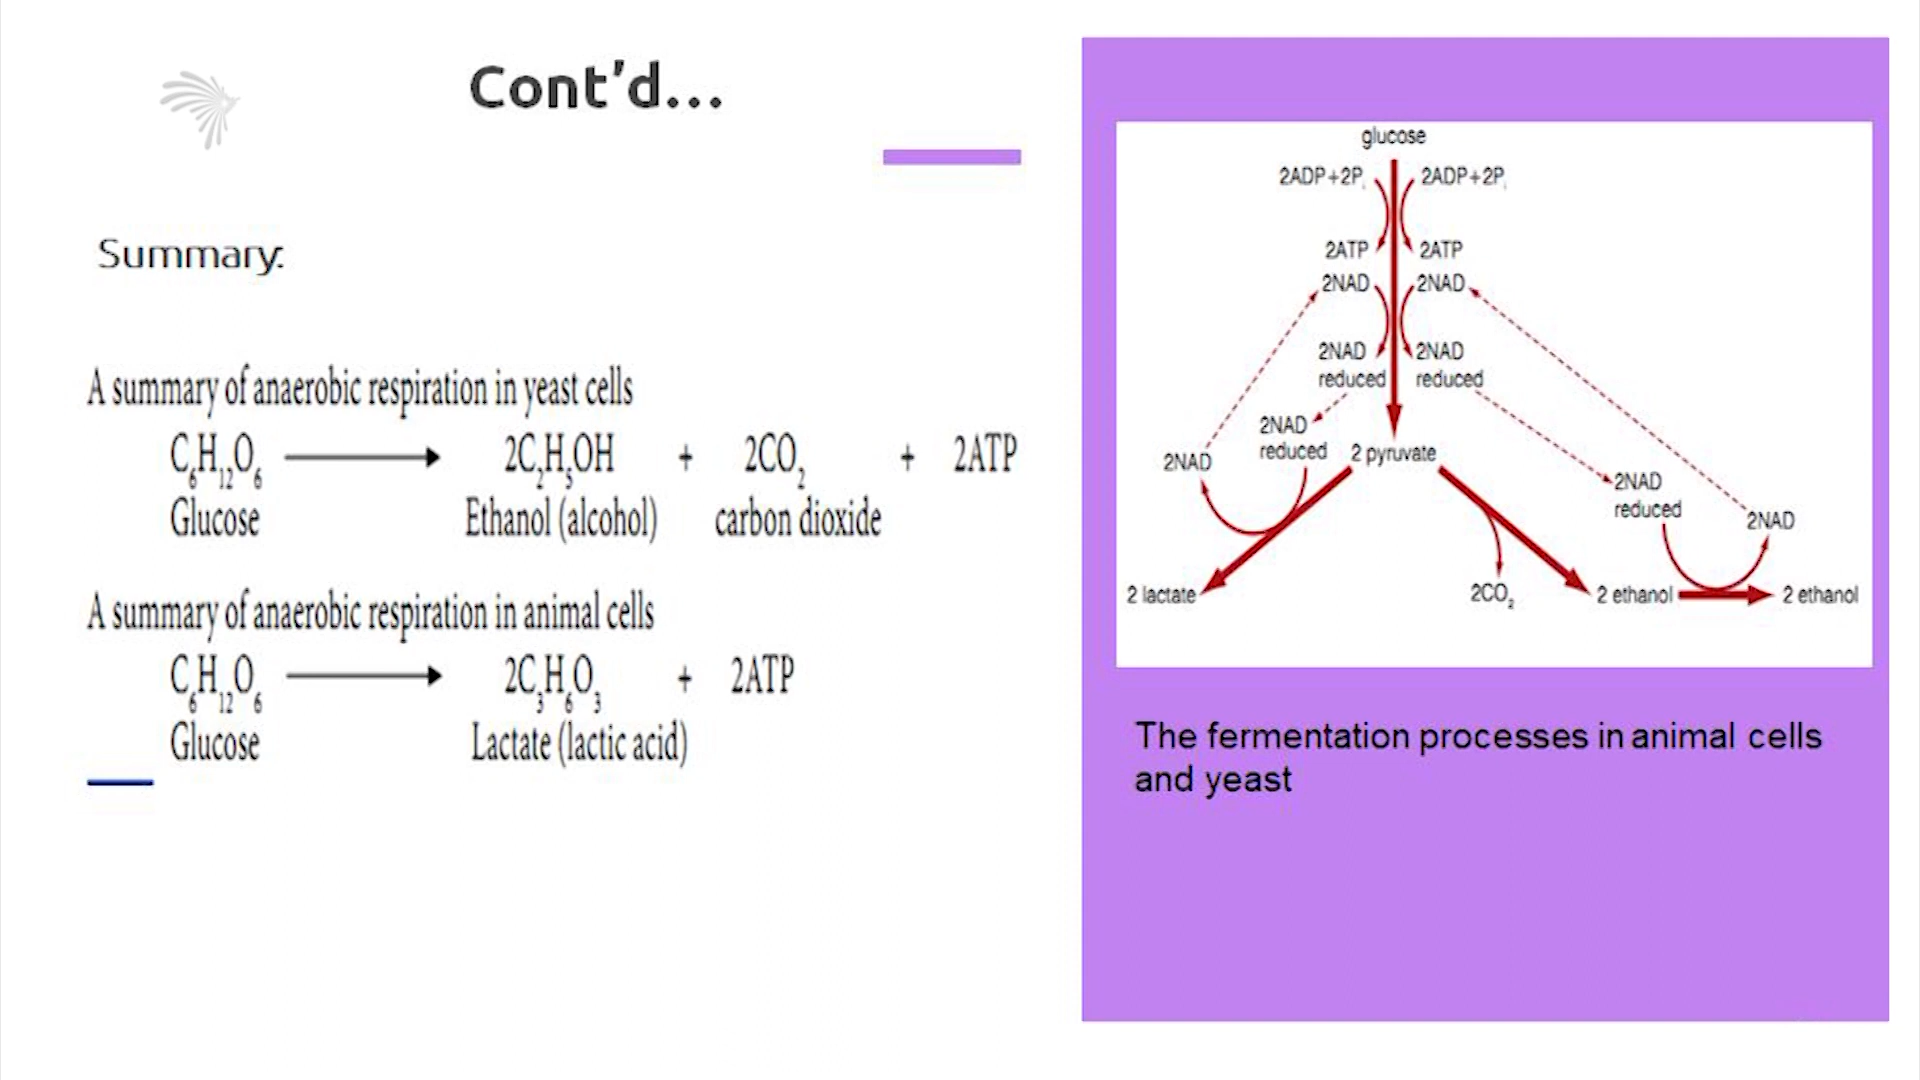 Cont'd...
Summary:
A summary of anaerobic respiration in yeast cells
C₆H₁₂O₆ → 2C₂H₅OH + 2CO₂ + 2ATP
Glucose Ethanol (alcohol) carbon dioxide
A summary of anaerobic respiration in animal cells
C₆H₁₂O₆ → 2C₃H₆O₃ + 2ATP
Glucose Lactate (lactic acid)
glucose
2ADP+2Pᵢ 2ADP+2Pᵢ
2ATP 2ATP
2NAD 2NAD
2NAD 2NAD
reduced reduced
2NAD
reduced
2NAD
2 pyruvate
2NAD
reduced
2NAD
2 lactate
2CO₂
2 ethanol
2 ethanol
The fermentation processes in animal cells
and yeast